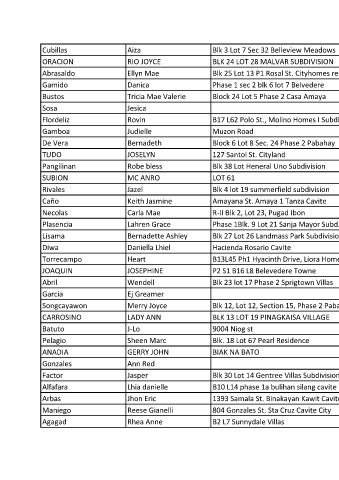 Cubillas Aiza Blk 3 Lot 7 Sec 32 Belleview Meadows
ORACION RIO JOYCE BLK 24 LOT 28 MALVAR SUBDIVISION
Abrasaldo Ellyn Mae Blk 25 Lot 13 P1 Rosal St. Cityhomes re
Gamido Danica Phase 1 sec 2 blk 6 lot 7 Belvedere
Bustos Tricia Mae Valerie Block 24 Lot 5 Phase 2 Casa Amaya
Sosa Jesica
Flordeliz Rovin B17 L62 Polo St., Molino Homes I Subdi
Gamboa Judielle Muzon Road
De Vera Bernadeth Block 6 Lot 8 Sec. 24 Phase 2 Pabahay
TUDO JOSELYN 127 Santol St. Cityland
Pangilinan Robe bless Blk 38 Lot Heneral Uno Subdivision
SUBION MC ANRO LOT 61
Rivales Jazel Blk 4 lot 19 summerfield subdivision
Caño Keith Jasmine Amayana St. Amaya 1 Tanza Cavite
Necolas Carla Mae R-II Blk 2, Lot 23, Pugad Ibon
Plasencia Lahren Grace Phase 1Blk. 9 Lot 21 Sanja Mayor Subd.
Lisama Bernadette Ashley Blk 27 Lot 26 Landmass Park Subdivisio
Diwa Daniella Lhiel Hacienda Rosario Cavite
Torrecampo Heart B13L45 Ph1 Hyacinth Drive, Liora Home
JOAQUIN JOSEPHINE P2 S1 B16 L8 Belevedere Towne
Abril Wendell Blk 23 lot 17 Phase 2 Sprigtown Villas
Garcia Ej Greamer
Songcayawon Merry Joyce Blk 12, Lot 12, Section 15, Phase 2 Paba
CARROSINO LADY ANN BLK 13 LOT 19 PINAGKAISA VILLAGE
Batuto J-Lo 9004 Niog st
Pelagio Sheen Marc Blk. 18 Lot 67 Pearl Residence
ANADIA GERRY JOHN BIAK NA BATO
Gonzales Ann Red
Factor Jasper Blk 30 Lot 14 Gentree Villas Subdivision
Alfafara Lhia danielle B10 L14 phase 1a bulihan silang cavite
Arbas Jhon Eric 1393 Samala St. Binakayan Kawit Cavite
Maniego Reese Gianelli 804 Gonzales St. Sta Cruz Cavite City
Agagad Rhea Anne B2 L7 Sunnydale Villas